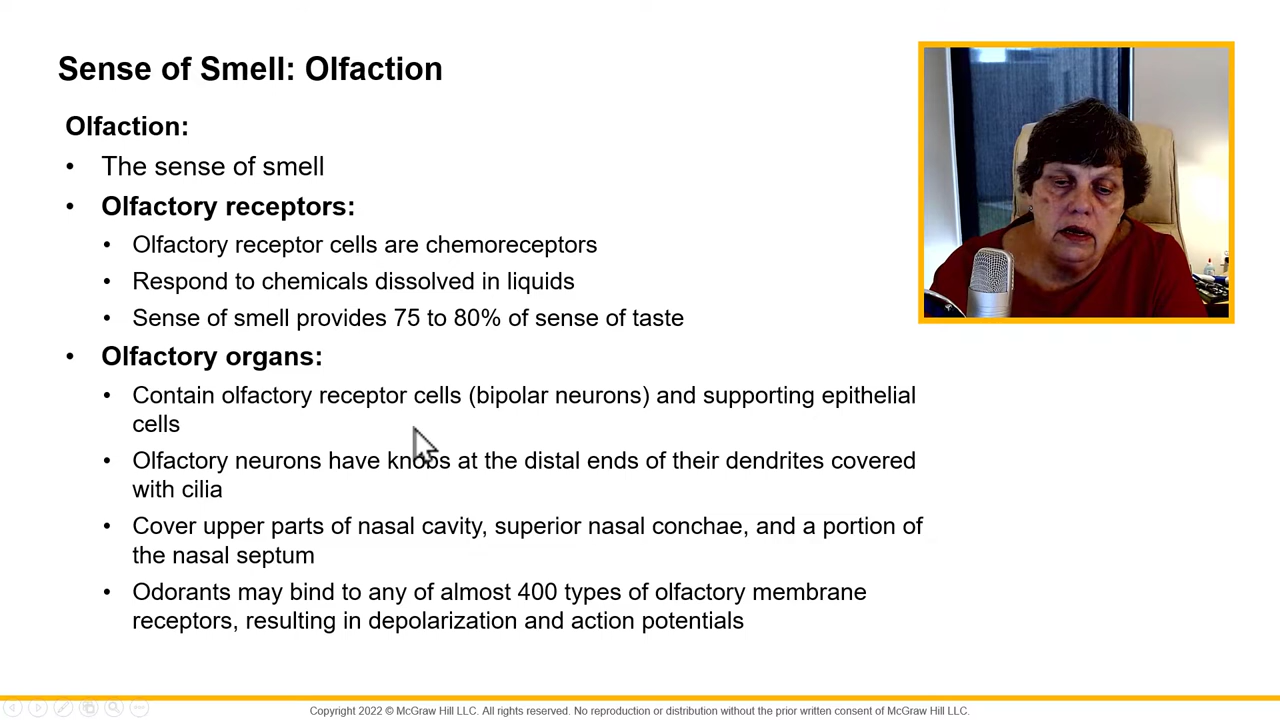 Sense of Smell: Olfaction
Olfaction:
• The sense of smell
• Olfactory receptors:
• Olfactory receptor cells are chemoreceptors
• Respond to chemicals dissolved in liquids
• Sense of smell provides 75 to 80% of sense of taste
• Olfactory organs:
• Contain olfactory receptor cells (bipolar neurons) and supporting epithelial
cells
• Olfactory neurons have knobs at the distal ends of their dendrites covered
with cilia
• Cover upper parts of nasal cavity, superior nasal conchae, and a portion of
the nasal septum
• Odorants may bind to any of almost 400 types of olfactory membrane
receptors, resulting in depolarization and action potentials
Copyright 2022 © McGraw Hill LLC. All rights reserved. No reproduction or distribution without the prior written consent of McGraw Hill LLC.